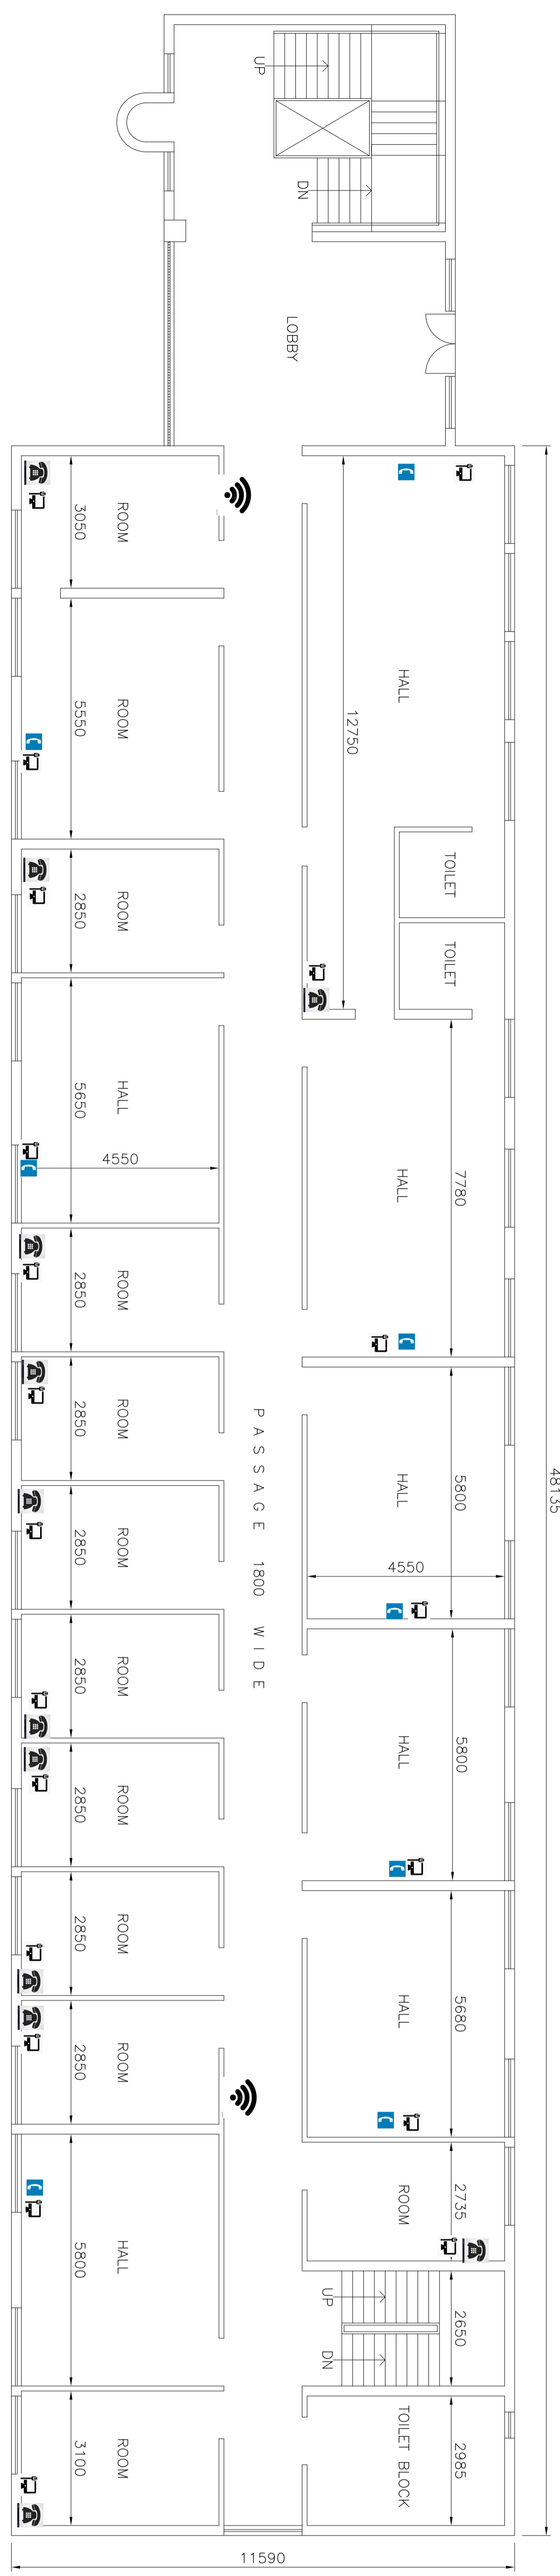 UP
DN
LOBBY
ROOM
3050
HALL
12750
ROOM
5550
TOILET
TOILET
ROOM
2850
HALL
5650
4550
HALL
7780
ROOM
2850
ROOM
2850
HALL
5800
4550
PASSAGE 1800 WIDE
48135
ROOM
2850
ROOM
2850
HALL
5800
ROOM
2850
ROOM
2850
HALL
5680
ROOM
2850
ROOM
2735
HALL
5800
UP
DN
2650
ROOM
3100
TOILET BLOCK
2985
11590